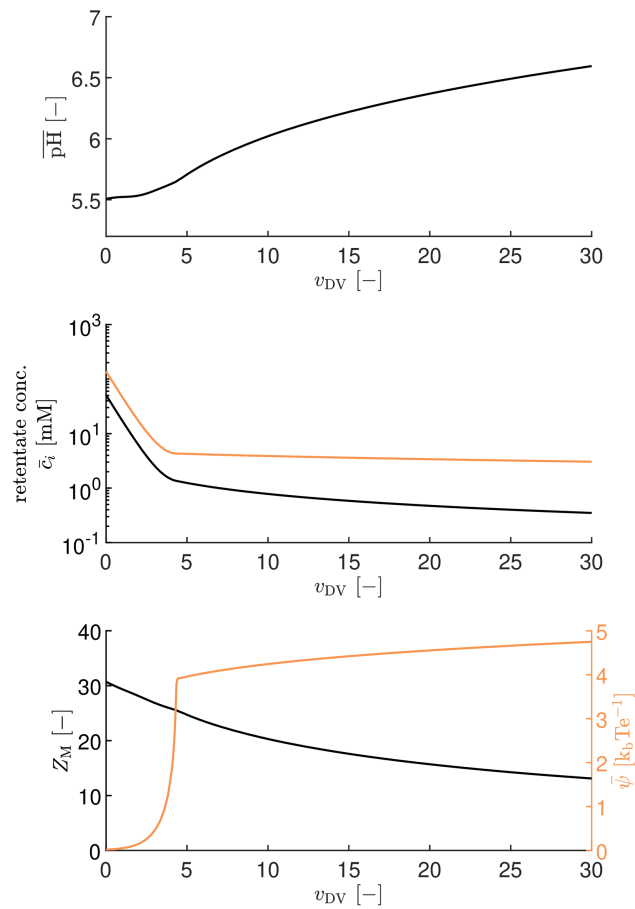 7
6.5
6
5.5
pH [−]
0 5 10 15 20 25 30
v_DV [−]
10^3
10^1
10^0
10^-1
retentate conc.
c̄_i [mM]
0 5 10 15 20 25 30
v_DV [−]
40
30
20
10
0
Z_M [−]
5
4
3
2
1
0
ψ̄ [k_b Te^−1]
0 5 10 15 20 25 30
v_DV [−]